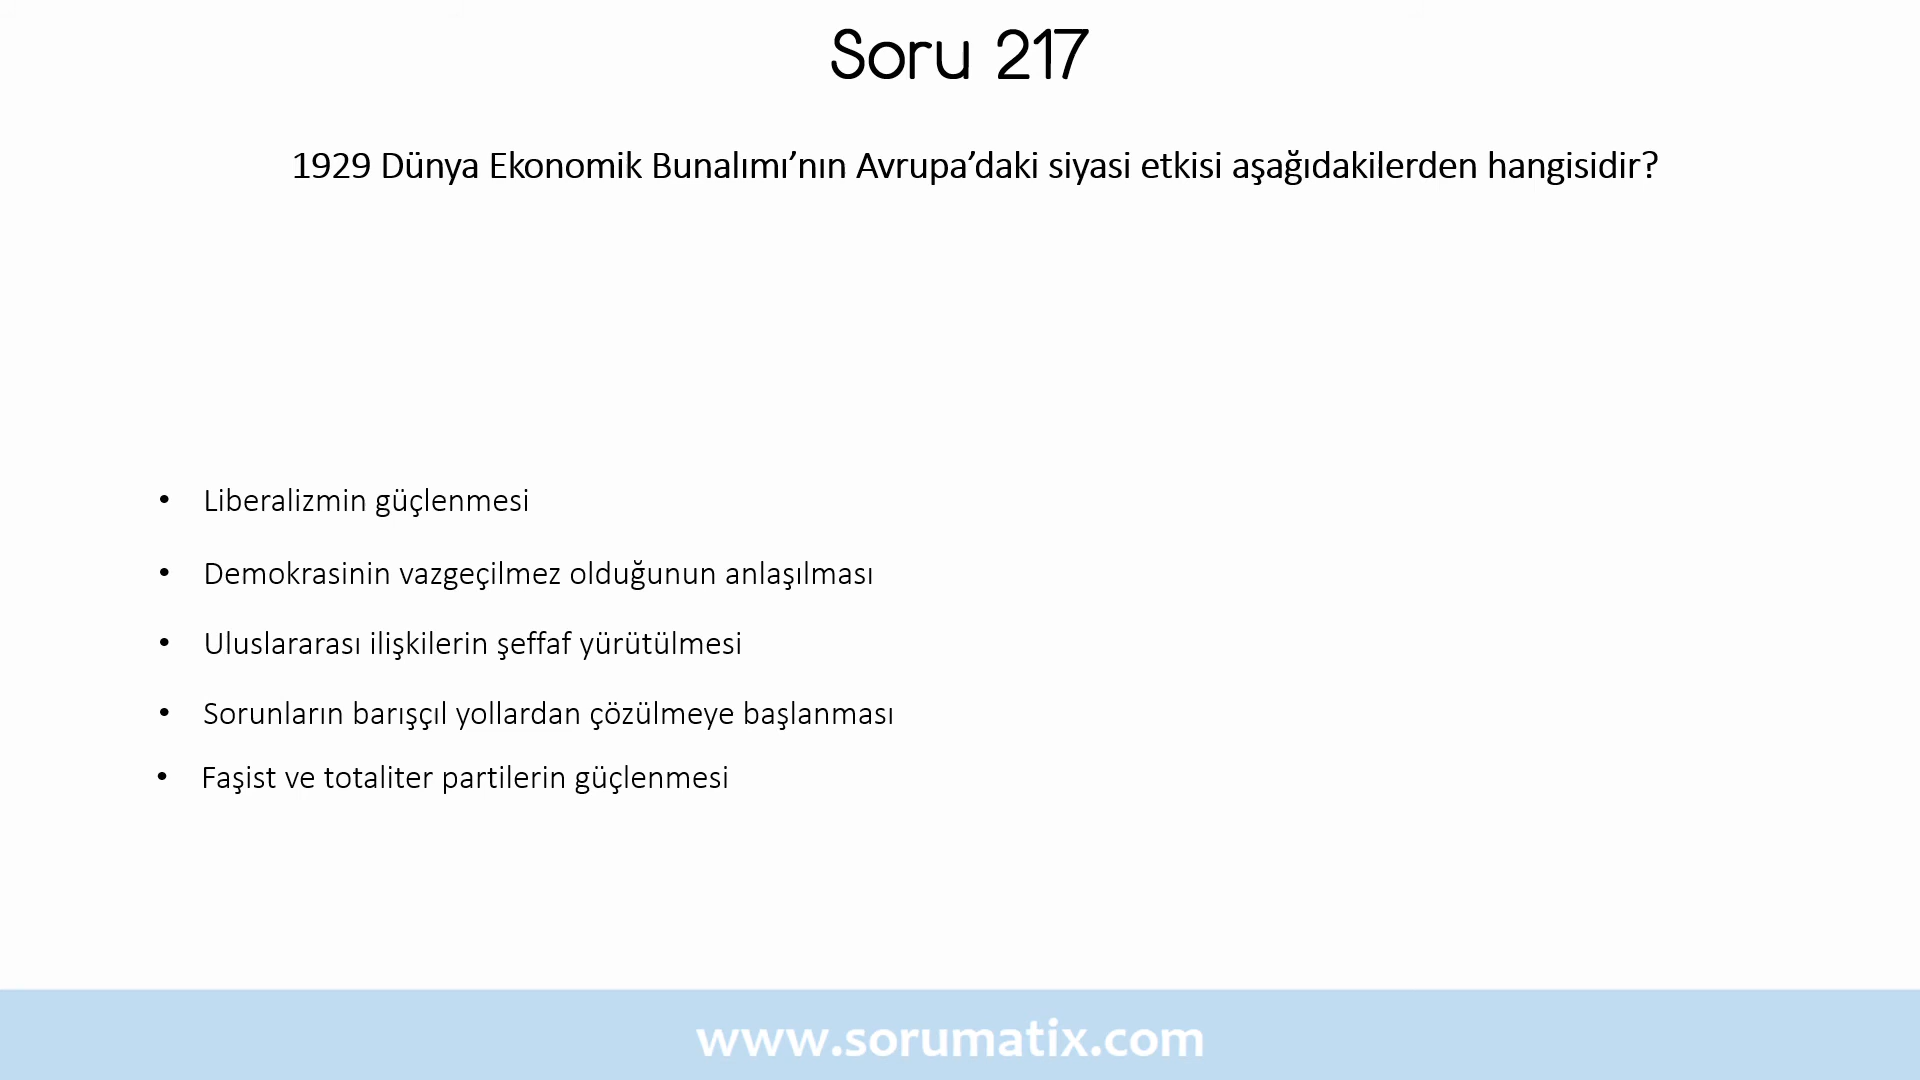 Soru 217
1929 Dünya Ekonomik Bunalımı’nın Avrupa’daki siyasi etkisi aşağıdakilerden hangisidir?
• Liberalizmin güçlenmesi
• Demokrasinin vazgeçilmez olduğunun anlaşılması
• Uluslararası ilişkilerin şeffaf yürütülmesi
• Sorunların barışçıl yollardan çözülmeye başlanması
• Faşist ve totaliter partilerin güçlenmesi
www.sorumatix.com